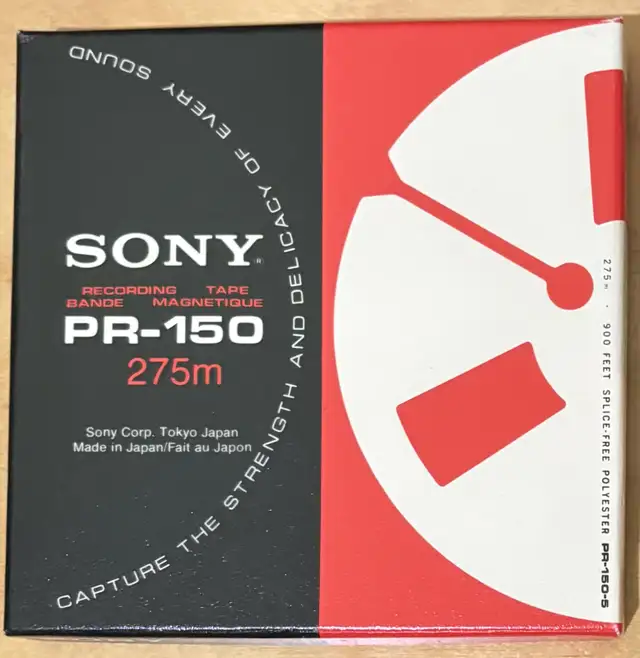 CAPTURE THE STRENGTH AND DELICACY OF EVERY SOUND
SONY®
RECORDING TAPE
BANDE MAGNETIQUE
PR-150
275m
Sony Corp. Tokyo Japan
Made in Japan/Fait au Japon
275m · 900 FEET SPLICE-FREE POLYESTER PR-150-5